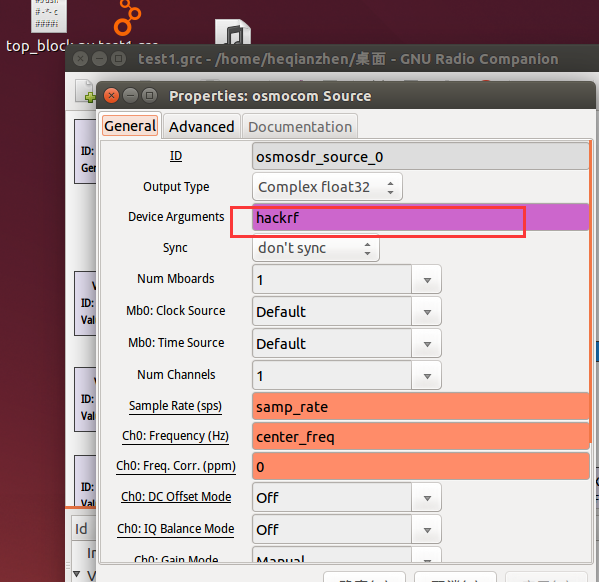 top_block.py test1.grc
test1.grc - /home/heqianzhen/桌面 - GNU Radio Companion
Properties: osmocom Source
General Advanced Documentation
ID osmosdr_source_0
Output Type Complex float32
Device Arguments hackrf
Sync don't sync
Num Mboards 1
Mb0: Clock Source Default
Mb0: Time Source Default
Num Channels 1
Sample Rate (sps) samp_rate
Ch0: Frequency (Hz) center_freq
Ch0: Freq. Corr. (ppm) 0
Ch0: DC Offset Mode Off
Ch0: IQ Balance Mode Off
Ch0: Gain Mode Manual
ID:
Ger
ID:
Val
ID:
Val
ID:
Val
Id